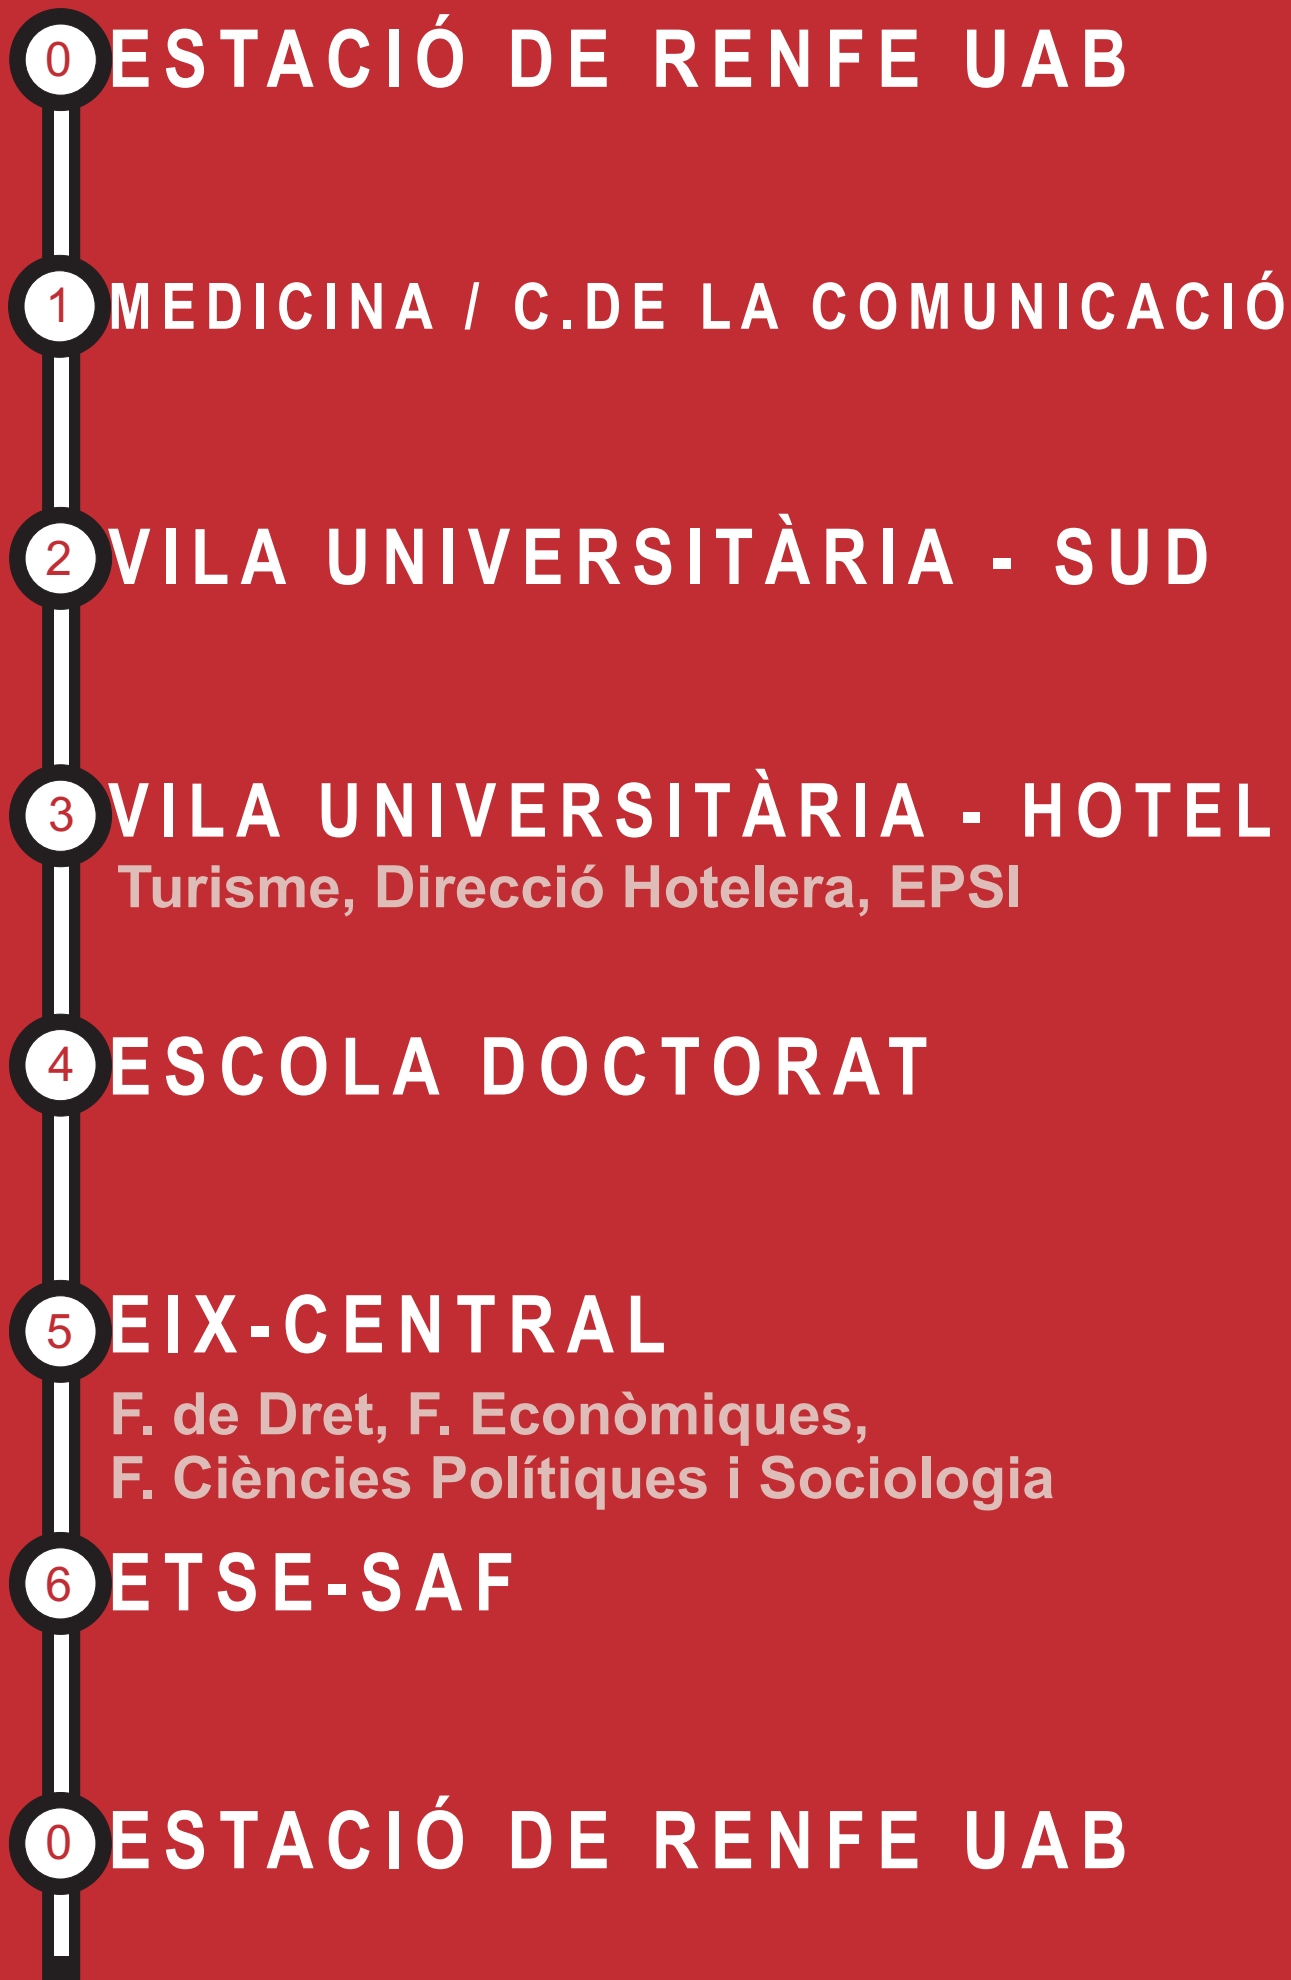 0 ESTACIÓ DE RENFE UAB
1 MEDICINA / C.DE LA COMUNICACIÓ
2 VILA UNIVERSITÀRIA - SUD
3 VILA UNIVERSITÀRIA - HOTEL
Turisme, Direcció Hotelera, EPSI
4 ESCOLA DOCTORAT
5 EIX-CENTRAL
F. de Dret, F. Econòmiques,
F. Ciències Polítiques i Sociologia
6 ETSE-SAF
0 ESTACIÓ DE RENFE UAB